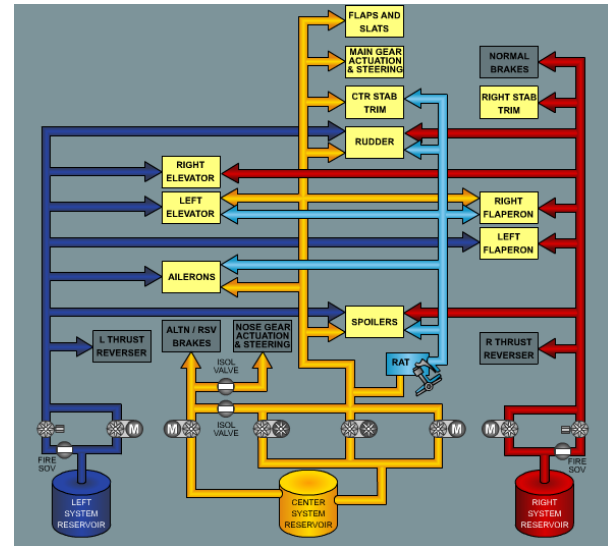 FLAPS AND
SLATS
MAIN GEAR
ACTUATION
& STEERING
NORMAL
BRAKES
CTR STAB
TRIM
RIGHT STAB
TRIM
RUDDER
RIGHT
ELEVATOR
LEFT
ELEVATOR
RIGHT
FLAPERON
LEFT
FLAPERON
AILERONS
SPOILERS
ALTN / RSV
BRAKES
NOSE GEAR
ACTUATION
& STEERING
L THRUST
REVERSER
R THRUST
REVERSER
RAT
ISOL
VALVE
ISOL
VALVE
M
M
M
M
FIRE
SOV
FIRE
SOV
LEFT
SYSTEM
RESERVOIR
CENTER
SYSTEM
RESERVOIR
RIGHT
SYSTEM
RESERVOIR